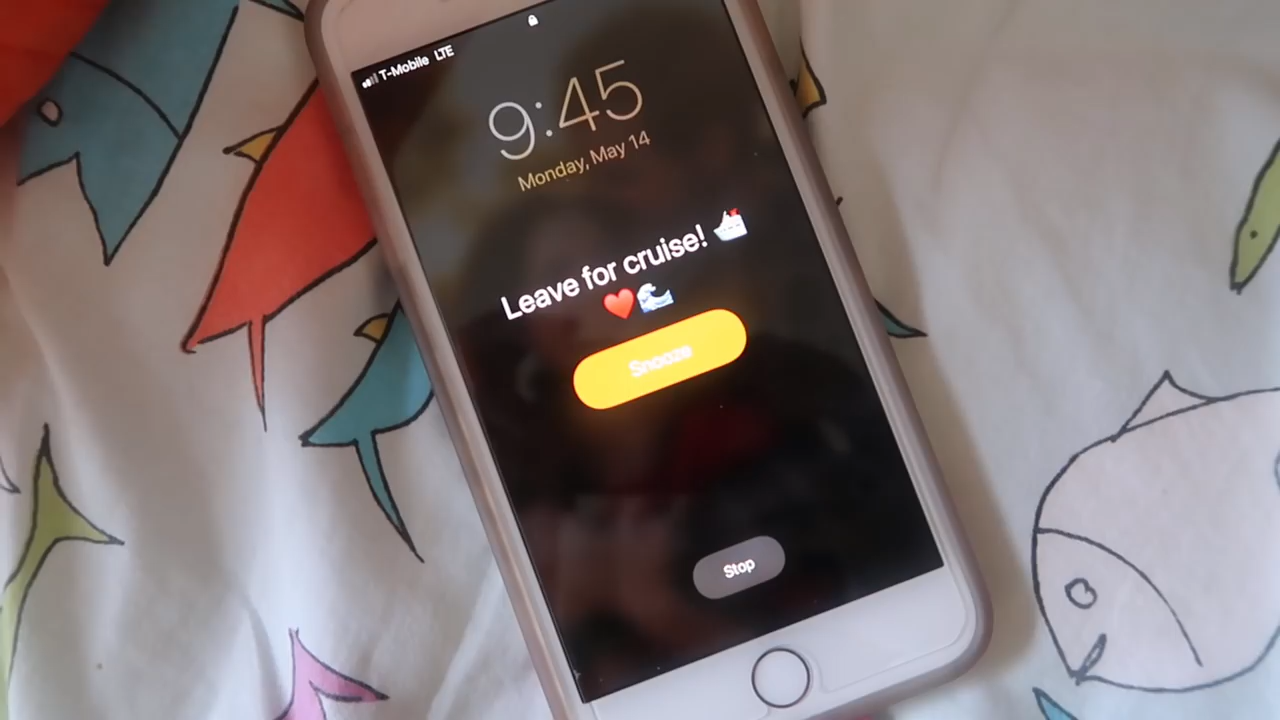 T-Mobile LTE
9:45
Monday, May 14
Leave for cruise! 🛳️
❤️🌊
Snooze
Stop